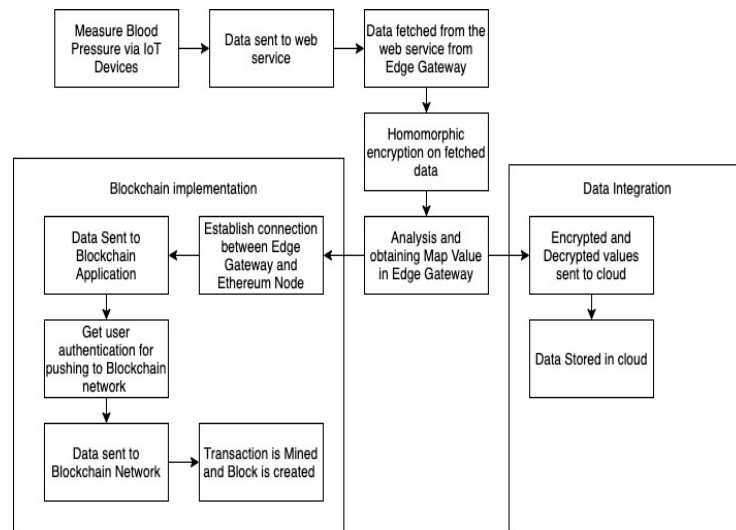 Measure Blood
Pressure via IoT
Devices
Data sent to web
service
Data fetched from the
web service from
Edge Gateway
Homomorphic
encryption on fetched
data
Blockchain implementation
Data Integration
Data Sent to
Blockchain
Application
Establish connection
between Edge
Gateway and
Ethereum Node
Analysis and
obtaining Map Value
in Edge Gateway
Encrypted and
Decrypted values
sent to cloud
Get user
authentication for
pushing to Blockchain
network
Data Stored in cloud
Data sent to
Blockchain Network
Transaction is Mined
and Block is created